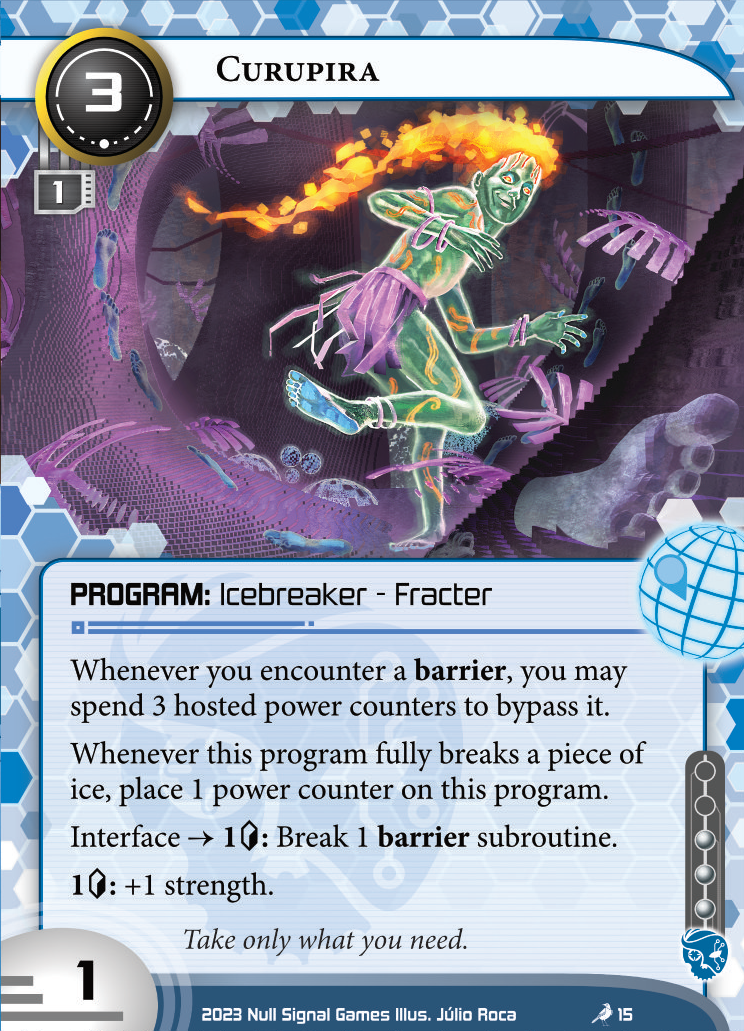 Curupira
3
1
PROGRAM: Icebreaker - Fracter
Whenever you encounter a barrier, you may
spend 3 hosted power counters to bypass it.
Whenever this program fully breaks a piece of
ice, place 1 power counter on this program.
Interface → 1: Break 1 barrier subroutine.
1: +1 strength.
Take only what you need.
1
2023 Null Signal Games Illus. Júlio Roca
15